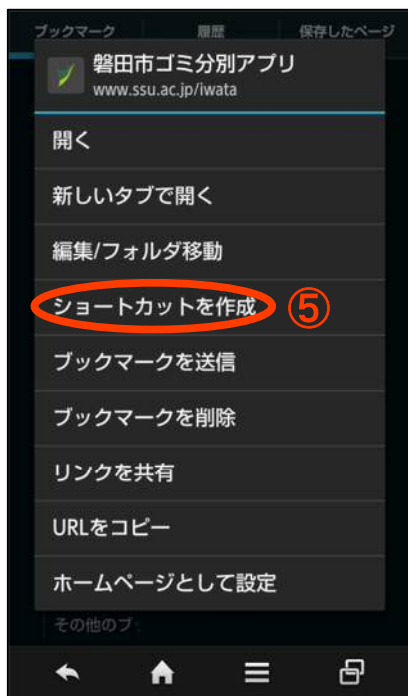 ブックマーク 履歴 保存したページ
磐田市ゴミ分別アプリ
www.ssu.ac.jp/iwata
開く
新しいタブで開く
編集/フォルダ移動
ショートカットを作成 ⑤
ブックマークを送信
ブックマークを削除
リンクを共有
URLをコピー
ホームページとして設定
その他のブ